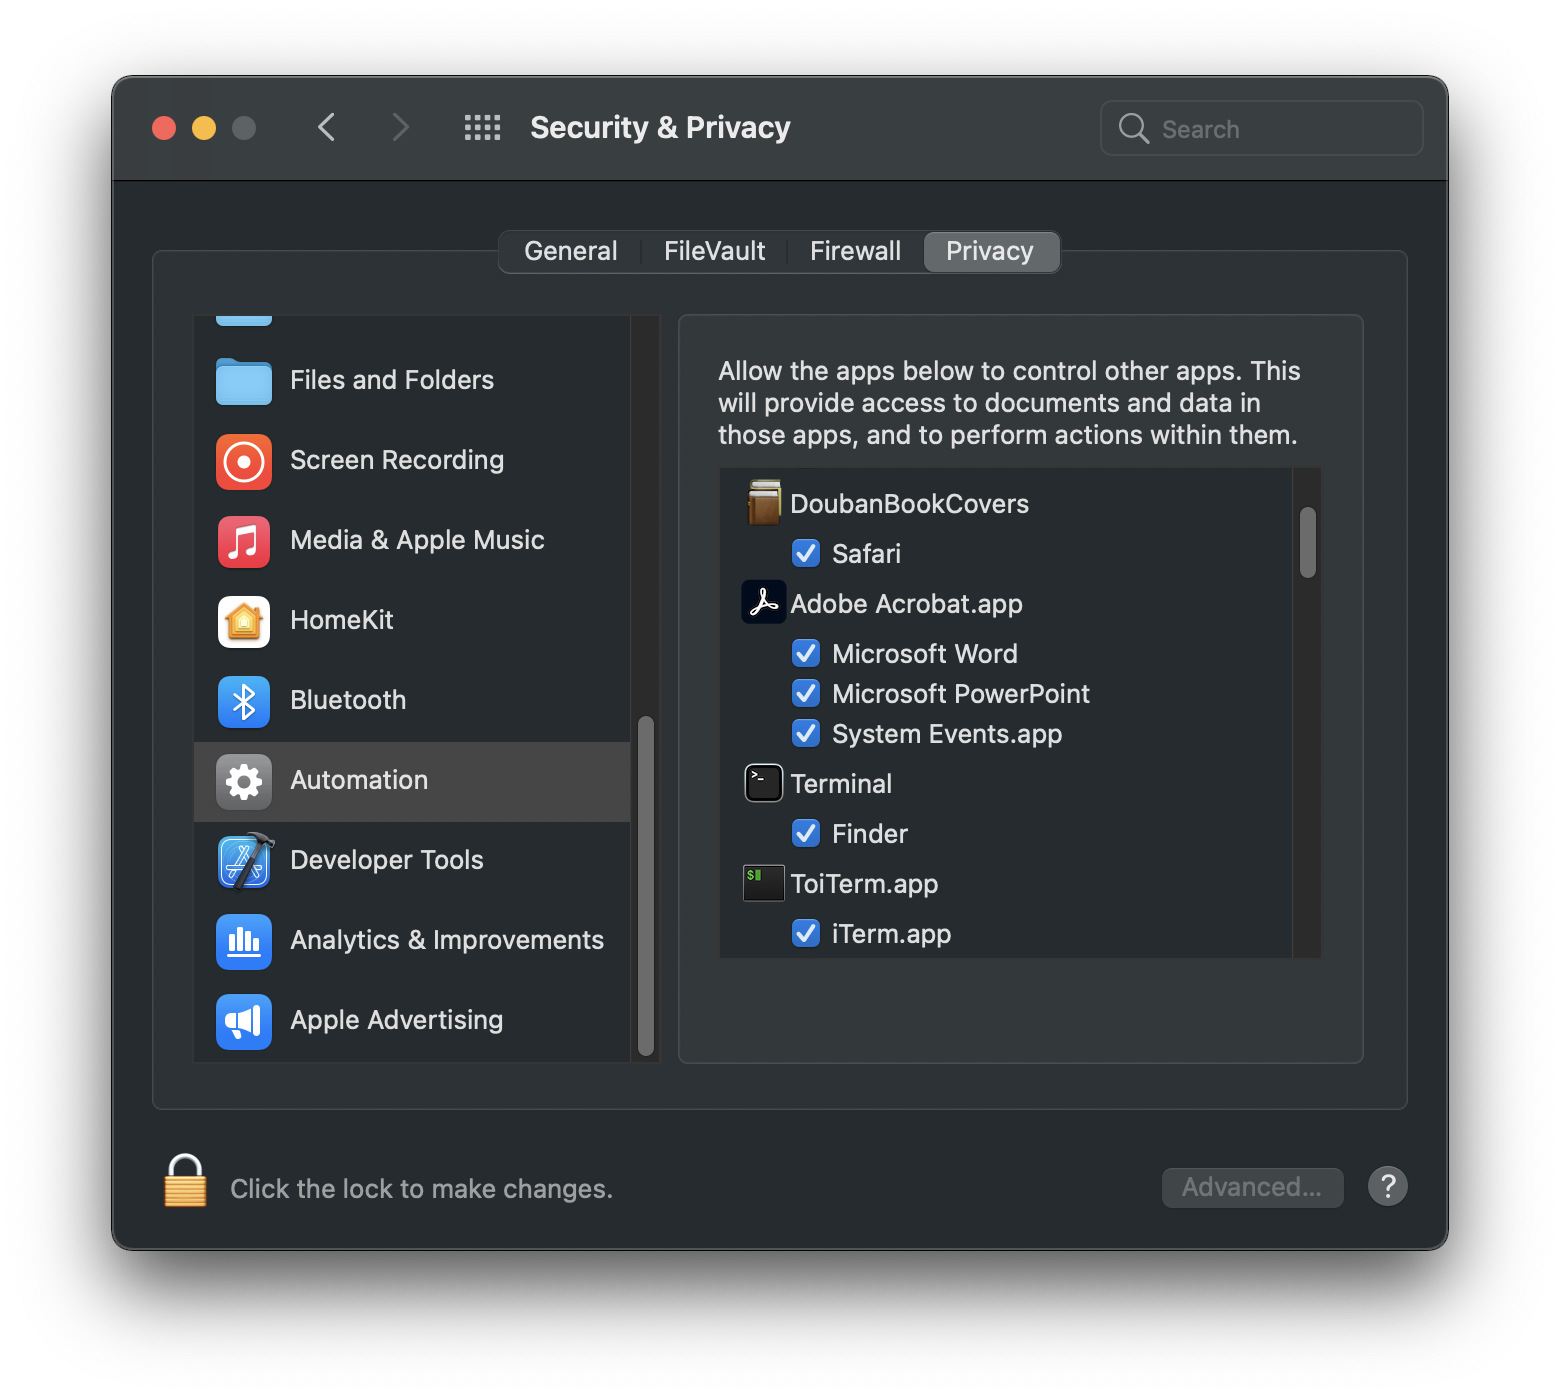 Security & Privacy
Search
General
FileVault
Firewall
Privacy
Files and Folders
Screen Recording
Media & Apple Music
HomeKit
Bluetooth
Automation
Developer Tools
Analytics & Improvements
Apple Advertising
Allow the apps below to control other apps. This
will provide access to documents and data in
those apps, and to perform actions within them.
DoubanBookCovers
Safari
Adobe Acrobat.app
Microsoft Word
Microsoft PowerPoint
System Events.app
Terminal
Finder
$
ToiTerm.app
iTerm.app
Click the lock to make changes.
Advanced...
?